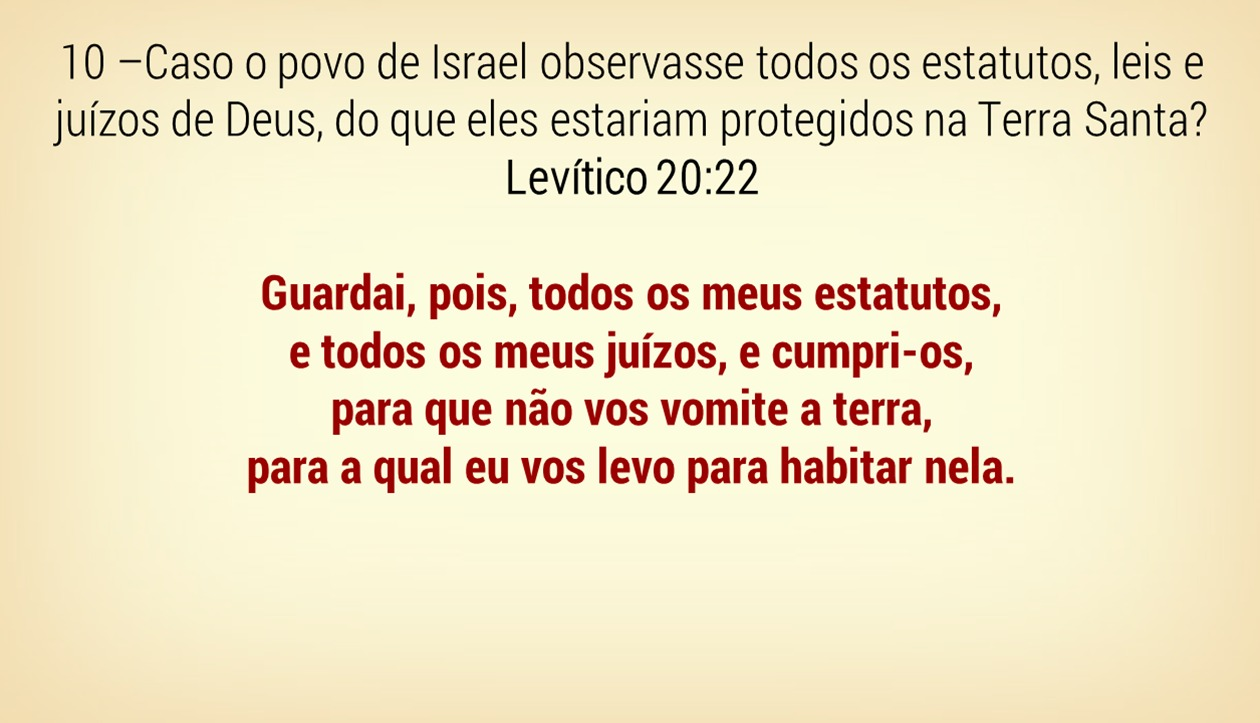 10 –Caso o povo de Israel observasse todos os estatutos, leis e
juízos de Deus, do que eles estariam protegidos na Terra Santa?
Levítico 20:22
Guardai, pois, todos os meus estatutos,
e todos os meus juízos, e cumpri-os,
para que não vos vomite a terra,
para a qual eu vos levo para habitar nela.